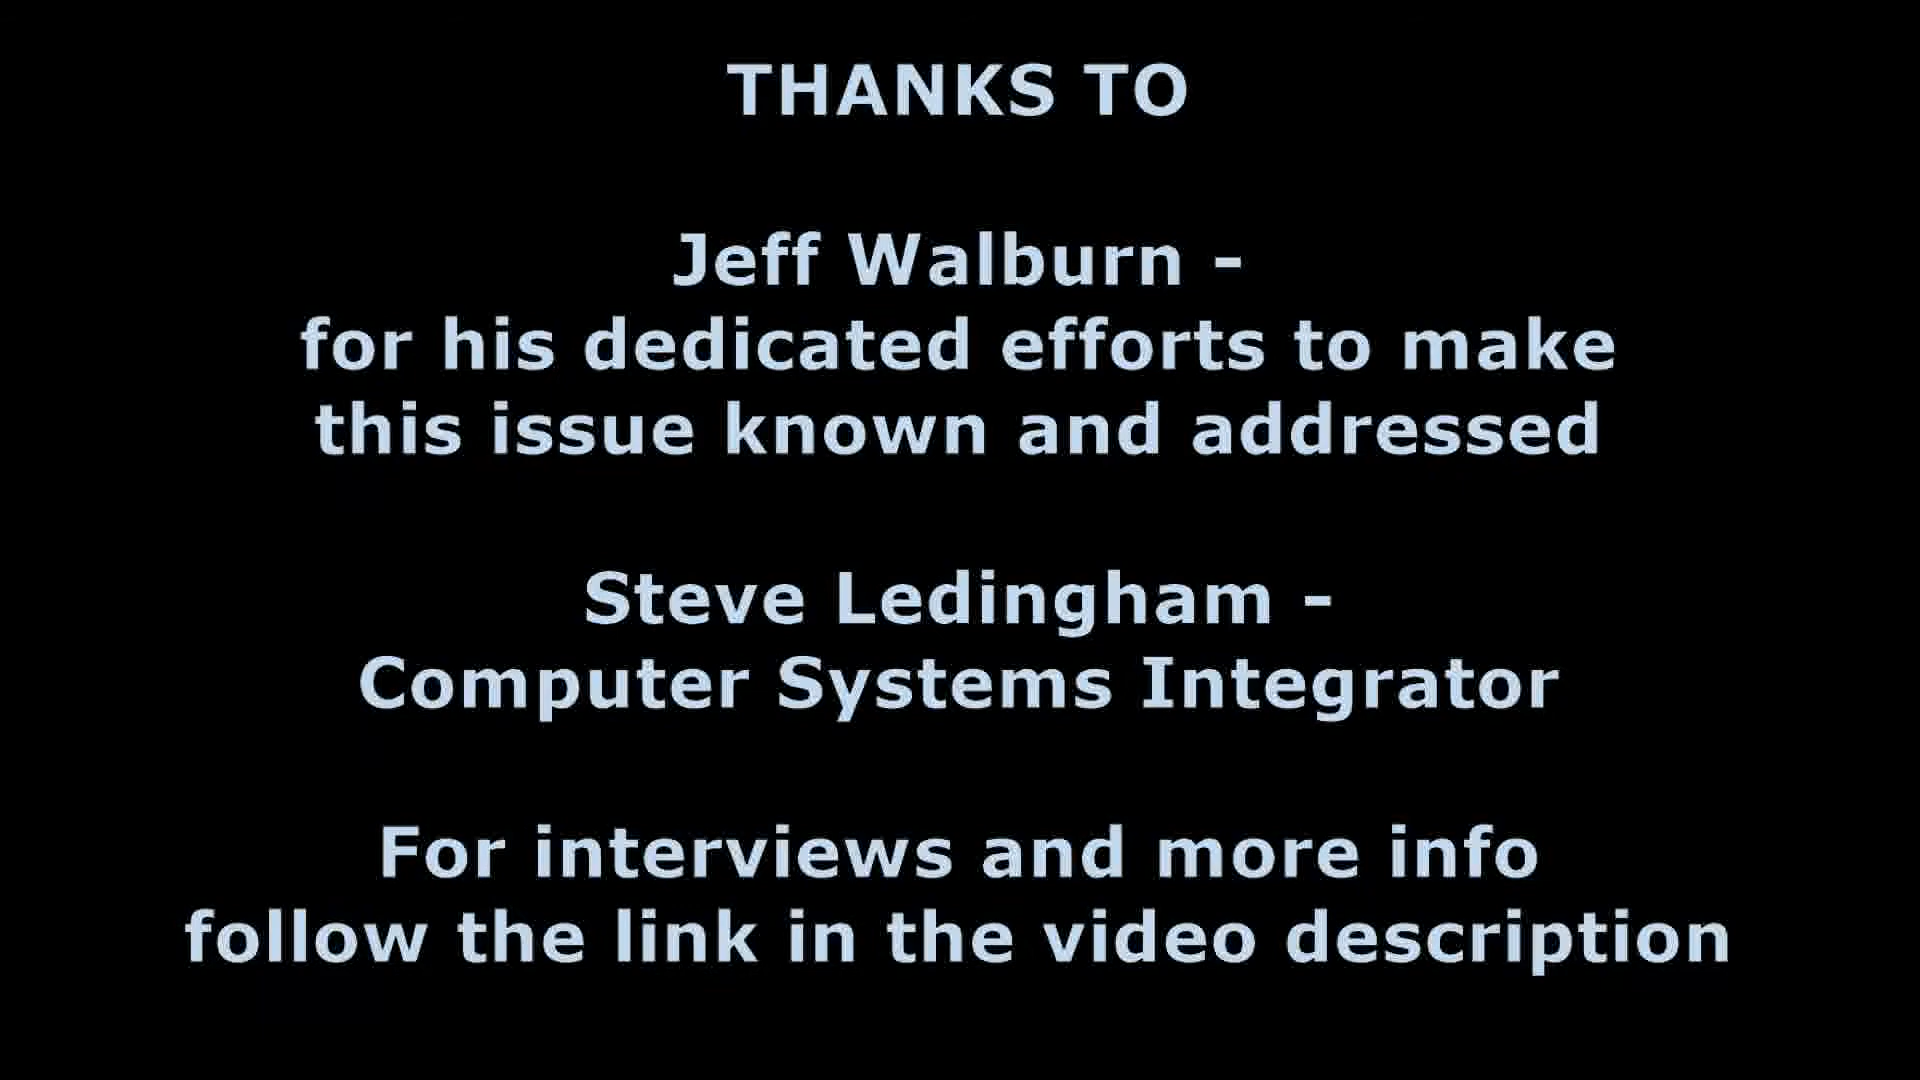 THANKS TO
Jeff Walburn -
for his dedicated efforts to make
this issue known and addressed
Steve Ledingham -
Computer Systems Integrator
For interviews and more info
follow the link in the video description